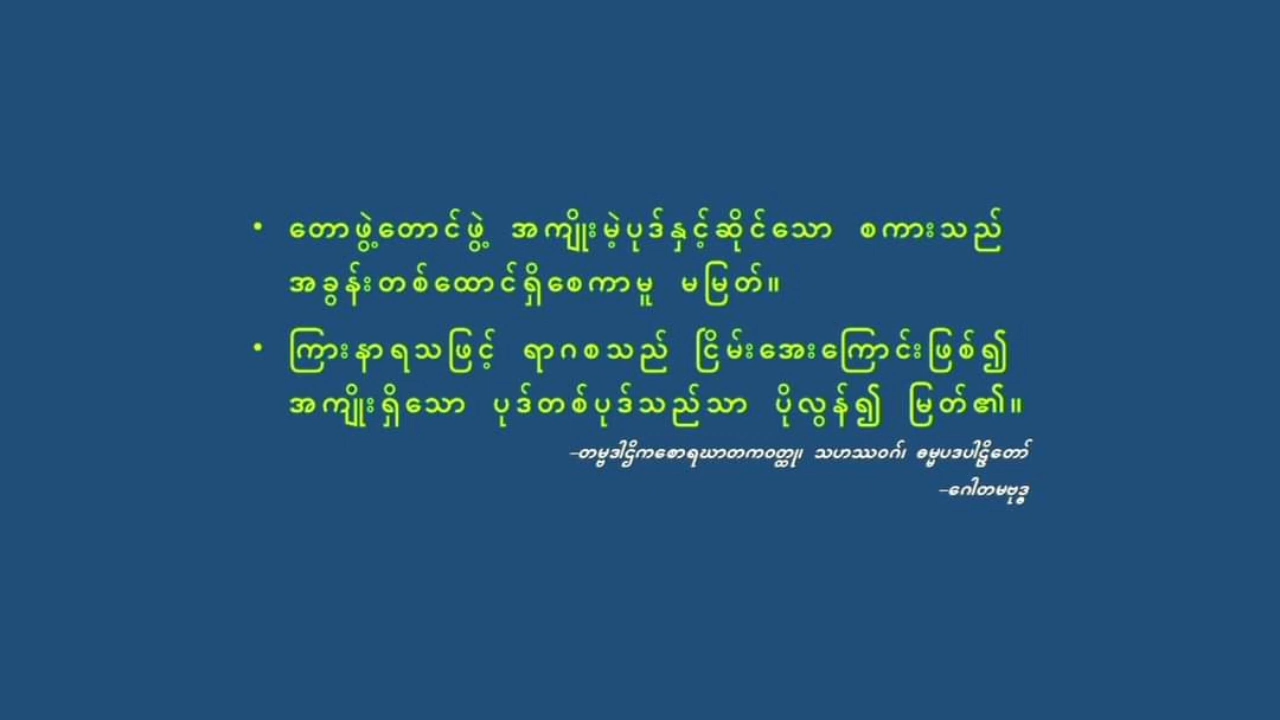 • တောဖွဲ့တောင်ဖွဲ့ အကျိုးမဲ့ပုဒ်နှင့်ဆိုင်သော စကားသည်
အခွန်းတစ်ထောင်ရှိစေကာမူ မမြတ်။
• ကြားနာရသဖြင့် ရာဂစသည် ငြိမ်းအေးကြောင်းဖြစ်၍
အကျိုးရှိသော ပုဒ်တစ်ပုဒ်သည်သာ ပိုလွန်၍ မြတ်၏။
–တမ္ဗဒါဌိကစောရဃာတကဝတ္ထု၊ သဟဿဝဂ်၊ ဓမ္မပဒပါဠိတော်
–ဂေါတမဗုဒ္ဓ